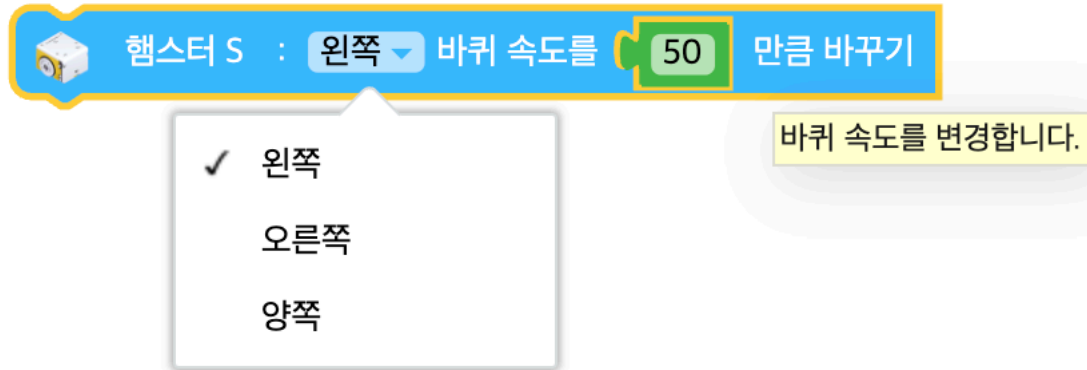 햄스터 S : 왼쪽 바퀴 속도를 50 만큼 바꾸기
바퀴 속도를 변경합니다.
✓ 왼쪽
오른쪽
양쪽